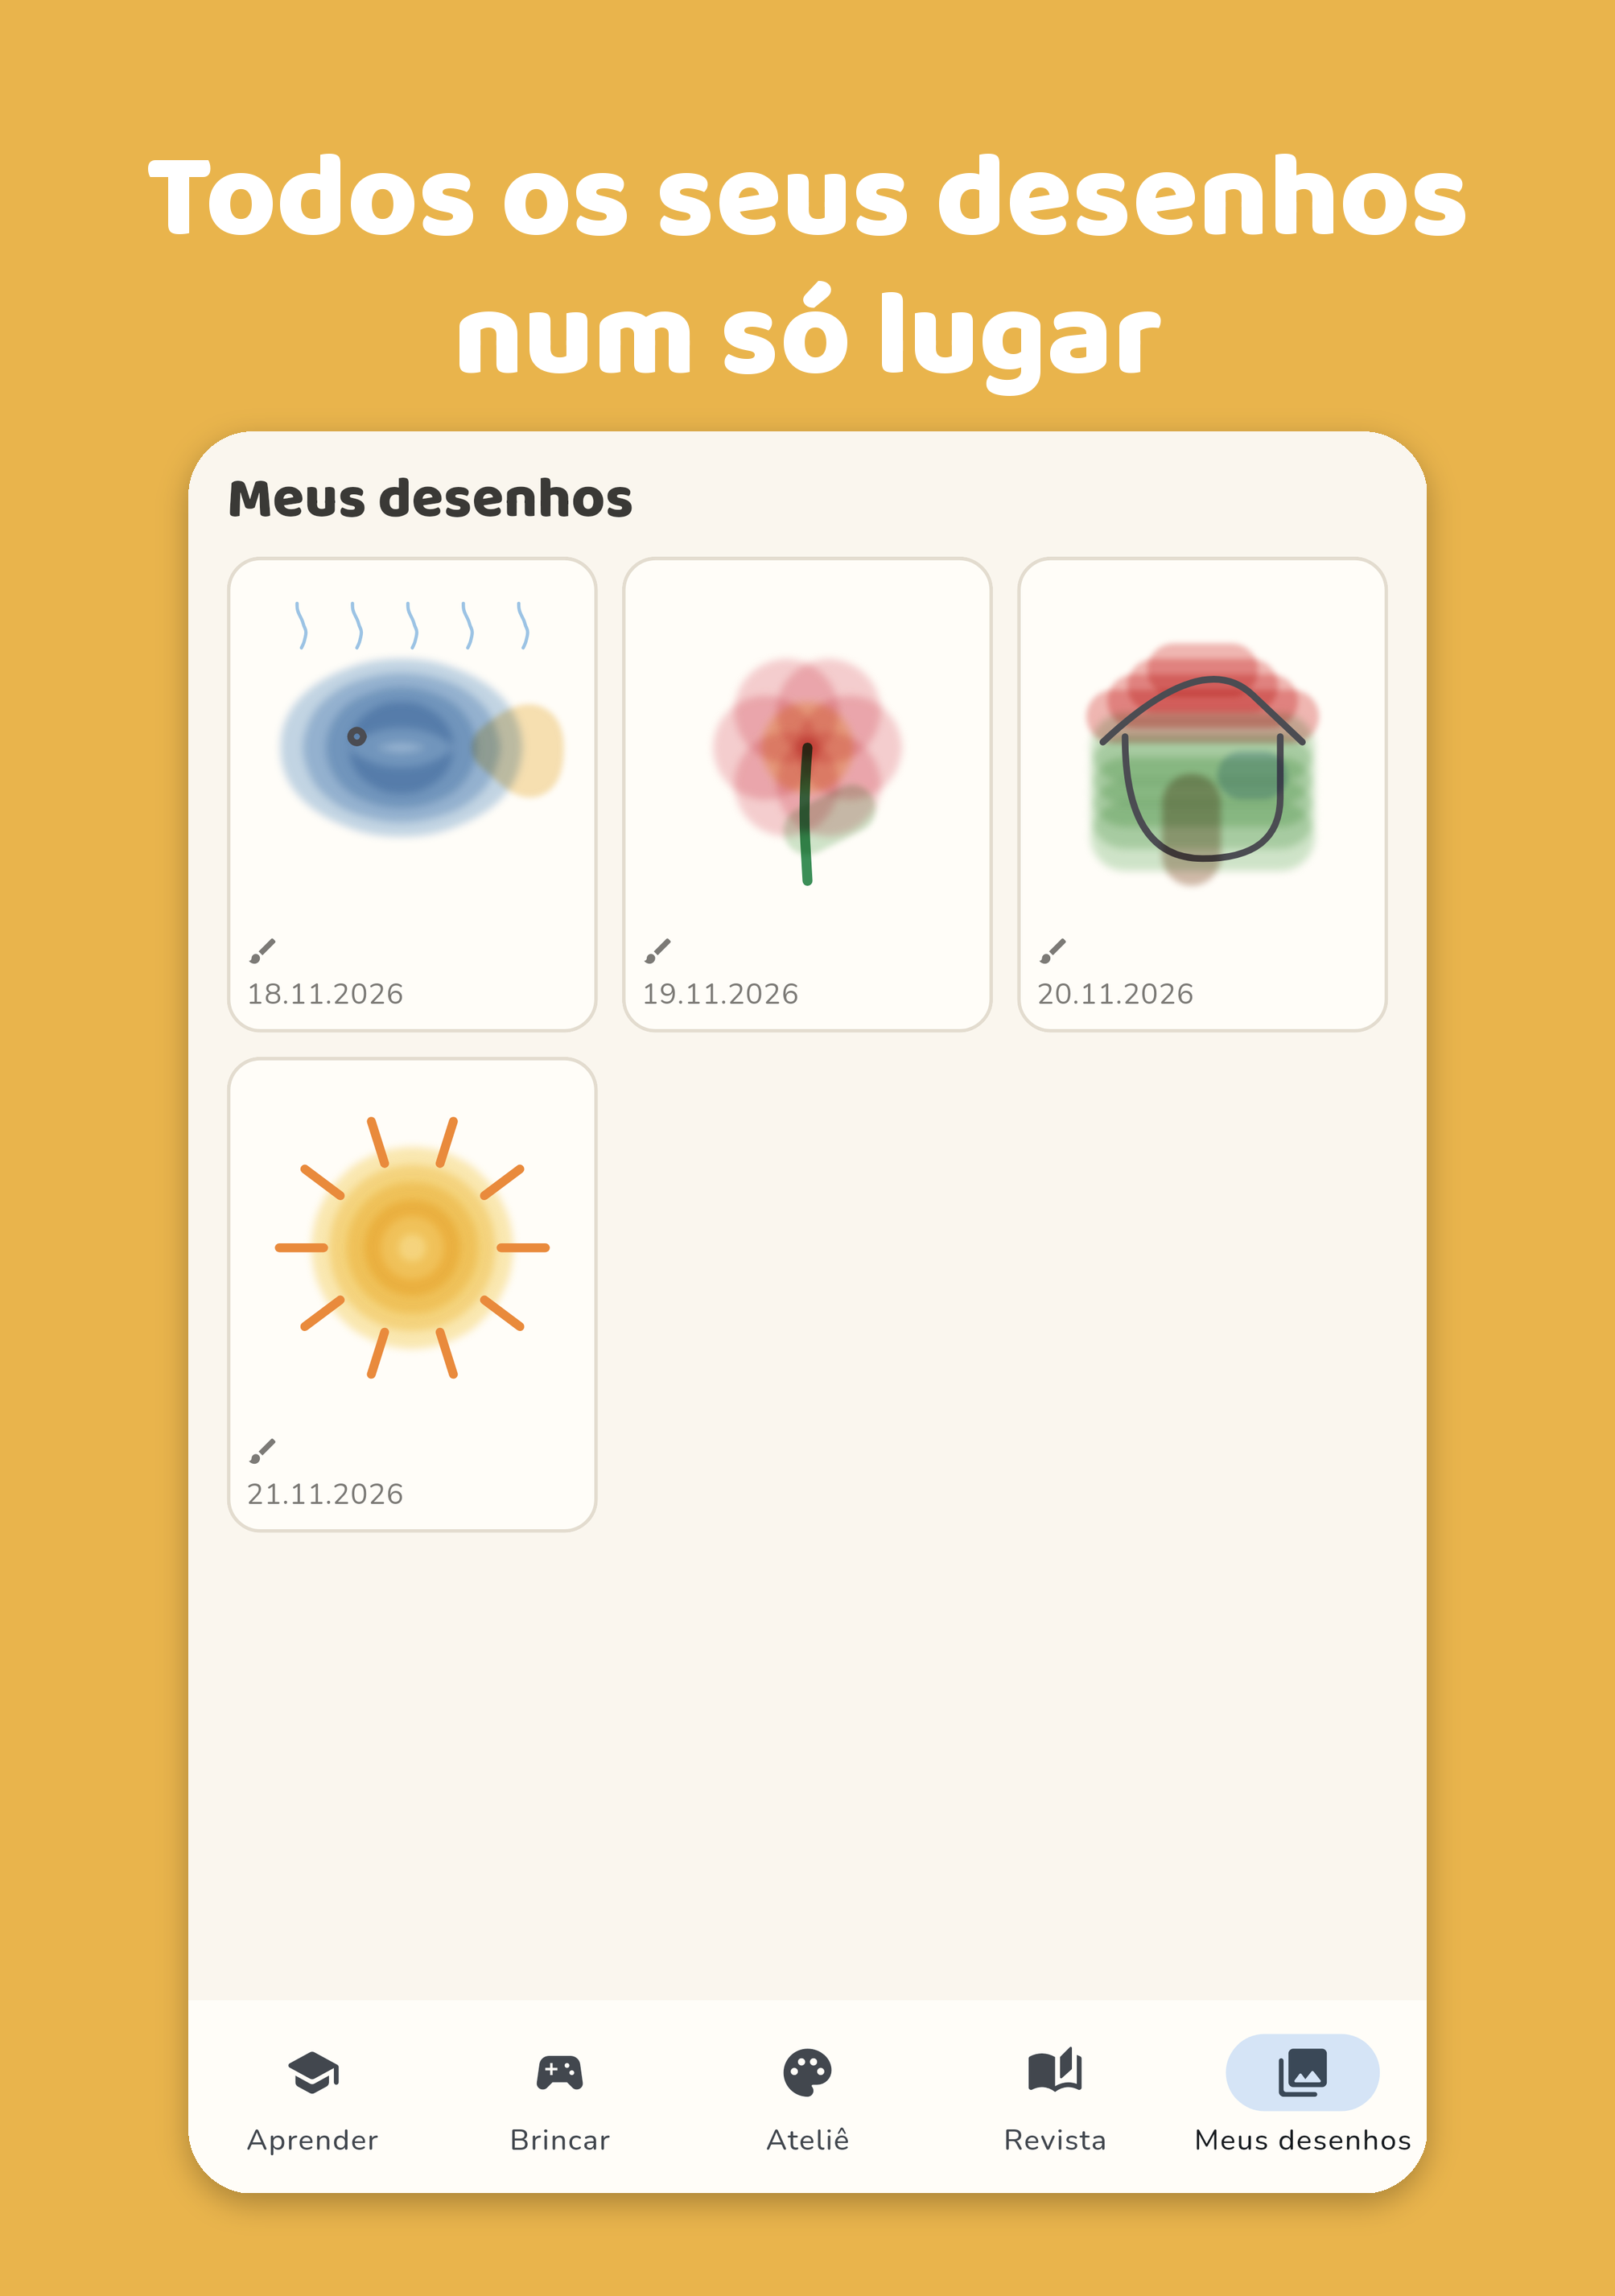 Todos os seus desenhos
num só lugar
Meus desenhos
18.11.2026
19.11.2026
20.11.2026
21.11.2026
Aprender
Brincar
Ateliê
Revista
Meus desenhos